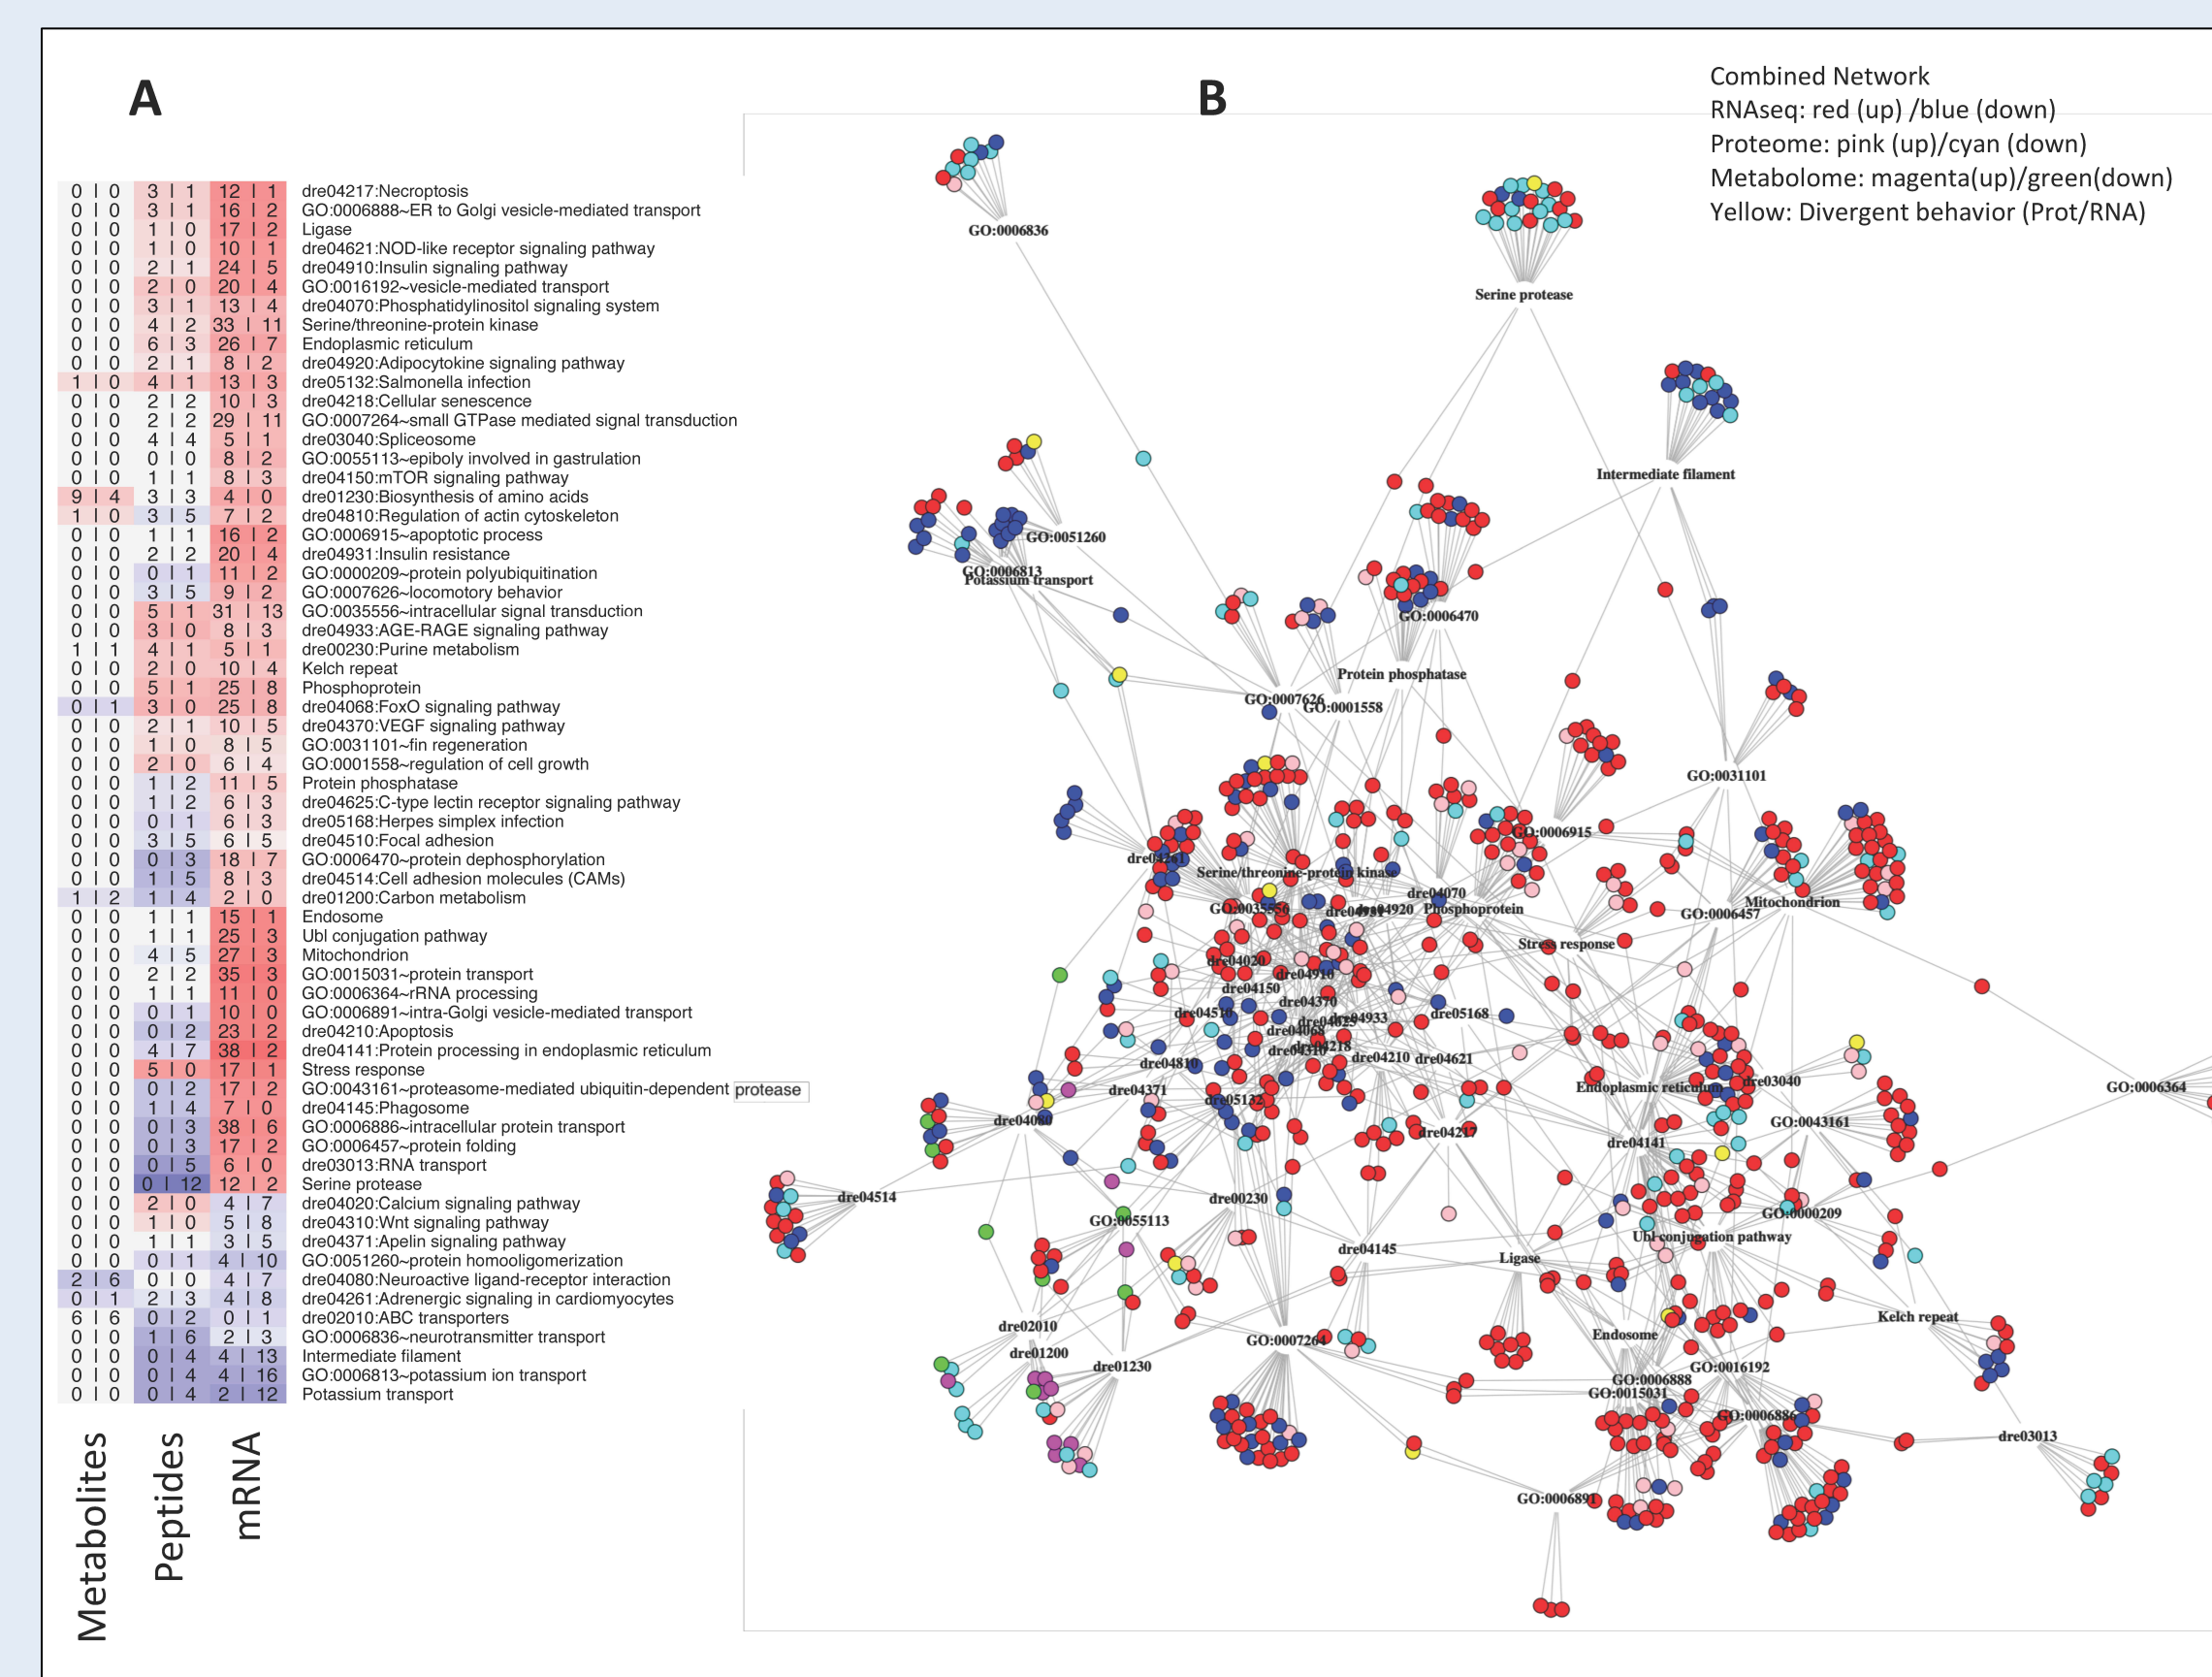 A
B
Combined Network
RNAseq: red (up) /blue (down)
Proteome: pink (up)/cyan (down)
Metabolome: magenta(up)/green(down)
Yellow: Divergent behavior (Prot/RNA)
0 | 0 3 | 1 12 | 1 dre04217:Necroptosis
0 | 0 3 | 1 16 | 2 GO:0006888~ER to Golgi vesicle-mediated transport
0 | 0 1 | 0 17 | 2 Ligase
0 | 0 1 | 0 10 | 1 dre04621:NOD-like receptor signaling pathway
0 | 0 2 | 1 24 | 5 dre04910:Insulin signaling pathway
0 | 0 2 | 0 20 | 4 GO:0016192~vesicle-mediated transport
0 | 0 3 | 1 13 | 4 dre04070:Phosphatidylinositol signaling system
0 | 0 4 | 2 33 | 11 Serine/threonine-protein kinase
0 | 0 6 | 3 26 | 7 Endoplasmic reticulum
0 | 0 2 | 1 8 | 2 dre04920:Adipocytokine signaling pathway
1 | 0 4 | 1 13 | 3 dre05132:Salmonella infection
0 | 0 2 | 2 10 | 3 dre04218:Cellular senescence
0 | 0 2 | 2 29 | 11 GO:0007264~small GTPase mediated signal transduction
0 | 0 4 | 4 5 | 1 dre03040:Spliceosome
0 | 0 0 | 0 8 | 2 GO:0055113~epiboly involved in gastrulation
0 | 0 1 | 1 8 | 3 dre04150:mTOR signaling pathway
9 | 4 3 | 3 4 | 0 dre01230:Biosynthesis of amino acids
1 | 0 3 | 5 7 | 2 dre04810:Regulation of actin cytoskeleton
0 | 0 1 | 1 16 | 2 GO:0006915~apoptotic process
0 | 0 2 | 2 20 | 4 dre04931:Insulin resistance
0 | 0 0 | 1 11 | 2 GO:0000209~protein polyubiquitination
0 | 0 3 | 5 9 | 2 GO:0007626~locomotory behavior
0 | 0 5 | 1 31 | 13 GO:0035556~intracellular signal transduction
0 | 0 3 | 0 8 | 3 dre04933:AGE-RAGE signaling pathway
1 | 1 4 | 1 5 | 1 dre00230:Purine metabolism
0 | 0 2 | 0 10 | 4 Kelch repeat
0 | 0 5 | 1 25 | 8 Phosphoprotein
0 | 1 3 | 0 25 | 8 dre04068:FoxO signaling pathway
0 | 0 2 | 1 10 | 5 dre04370:VEGF signaling pathway
0 | 0 1 | 0 8 | 5 GO:0031101~fin regeneration
0 | 0 2 | 0 6 | 4 GO:0001558~regulation of cell growth
0 | 0 1 | 2 11 | 5 Protein phosphatase
0 | 0 1 | 2 6 | 3 dre04625:C-type lectin receptor signaling pathway
0 | 0 0 | 1 6 | 3 dre05168:Herpes simplex infection
0 | 0 3 | 5 6 | 5 dre04510:Focal adhesion
0 | 0 0 | 3 18 | 7 GO:0006470~protein dephosphorylation
0 | 0 1 | 5 8 | 3 dre04514:Cell adhesion molecules (CAMs)
1 | 2 1 | 4 2 | 0 dre01200:Carbon metabolism
0 | 0 1 | 1 15 | 1 Endosome
0 | 0 1 | 1 25 | 3 Ubl conjugation pathway
0 | 0 4 | 5 27 | 3 Mitochondrion
0 | 0 2 | 2 35 | 3 GO:0015031~protein transport
0 | 0 1 | 1 11 | 0 GO:0006364~rRNA processing
0 | 0 0 | 1 10 | 0 GO:0006891~intra-Golgi vesicle-mediated transport
0 | 0 0 | 2 23 | 2 dre04210:Apoptosis
0 | 0 4 | 7 38 | 2 dre04141:Protein processing in endoplasmic reticulum
0 | 0 5 | 0 17 | 1 Stress response
0 | 0 0 | 2 17 | 2 GO:0043161~proteasome-mediated ubiquitin-dependent protease
0 | 0 1 | 4 7 | 0 dre04145:Phagosome
0 | 0 0 | 3 38 | 6 GO:0006886~intracellular protein transport
0 | 0 0 | 3 17 | 2 GO:0006457~protein folding
0 | 0 0 | 5 6 | 0 dre03013:RNA transport
0 | 0 0 | 12 12 | 2 Serine protease
0 | 0 2 | 0 4 | 7 dre04020:Calcium signaling pathway
0 | 0 1 | 0 5 | 8 dre04310:Wnt signaling pathway
0 | 0 1 | 1 3 | 5 dre04371:Apelin signaling pathway
0 | 0 0 | 1 4 | 10 GO:0051260~protein homooligomerization
2 | 6 0 | 0 4 | 7 dre04080:Neuroactive ligand-receptor interaction
0 | 1 2 | 3 4 | 8 dre04261:Adrenergic signaling in cardiomyocytes
6 | 6 0 | 2 0 | 1 dre02010:ABC transporters
0 | 0 1 | 6 2 | 3 GO:0006836~neurotransmitter transport
0 | 0 0 | 4 4 | 13 Intermediate filament
0 | 0 0 | 4 4 | 16 GO:0006813~potassium ion transport
0 | 0 0 | 4 2 | 12 Potassium transport
Metabolites
Peptides
mRNA
GO:0006836
Serine protease
Intermediate filament
GO:0051260
GO:0006813
Potassium transport
GO:0006470
Protein phosphatase
GO:0007626
GO:0001558
GO:0031101
GO:0006915
dre04261
Serine/threonine-protein kinase
dre04070
GO:0035556
dre04931
dre04920
Phosphoprotein
GO:0006457
Mitochondrion
Stress response
dre04020
dre04910
dre04150
dre04370
dre04510
dre04625
dre04933
dre05168
dre04068
dre04310
dre04218
dre04210
dre04621
dre04810
dre04371
dre05132
Endoplasmic reticulum
dre03040
GO:0006364
dre04080
dre04217
GO:0043161
dre04141
dre04514
dre00230
GO:0055113
GO:0000209
Ubl conjugation pathway
dre04145
Ligase
dre02010
Kelch repeat
GO:0007264
Endosome
dre01200
dre01230
GO:0016192
GO:0006888
GO:0015031
GO:0006886
dre03013
GO:0006891